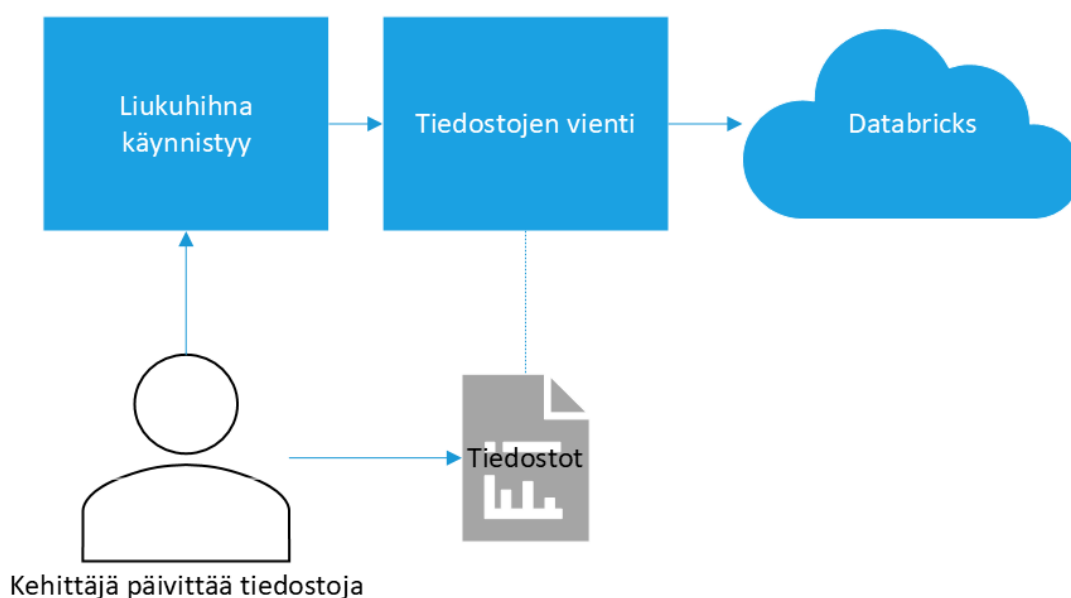 Liukuhihna
käynnistyy
Tiedostojen vienti
Databricks
Tiedostot
Kehittäjä päivittää tiedostoja